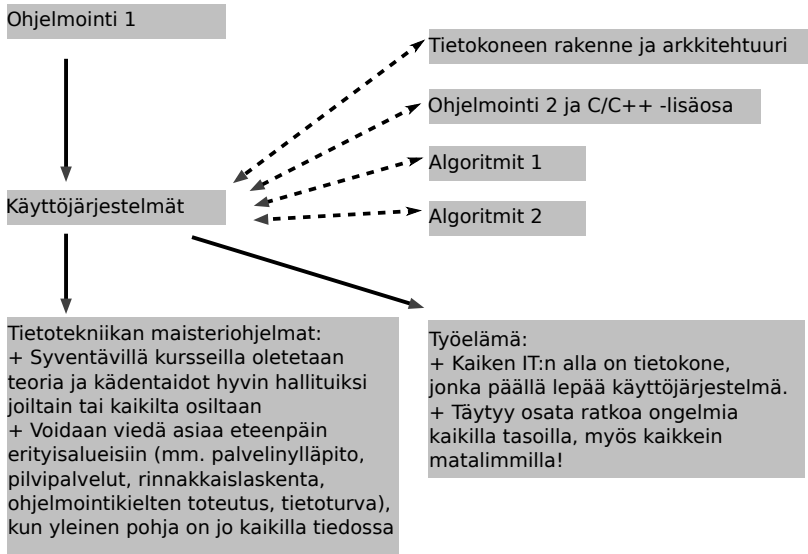 Ohjelmointi 1
Tietokoneen rakenne ja arkkitehtuuri
Ohjelmointi 2 ja C/C++ -lisäosa
Algoritmit 1
Käyttöjärjestelmät
Algoritmit 2
Tietotekniikan maisteriohjelmat:
+ Syventävillä kursseilla oletetaan
teoria ja kädentaidot hyvin hallituiksi
joiltain tai kaikilta osiltaan
+ Voidaan viedä asiaa eteenpäin
erityisalueisiin (mm. palvelinylläpito,
pilvipalvelut, rinnakkaislaskenta,
ohjelmointikielten toteutus, tietoturva),
kun yleinen pohja on jo kaikilla tiedossa
Työelämä:
+ Kaiken IT:n alla on tietokone,
jonka päällä lepää käyttöjärjestelmä.
+ Täytyy osata ratkoa ongelmia
kaikilla tasoilla, myös kaikkein
matalimmilla!